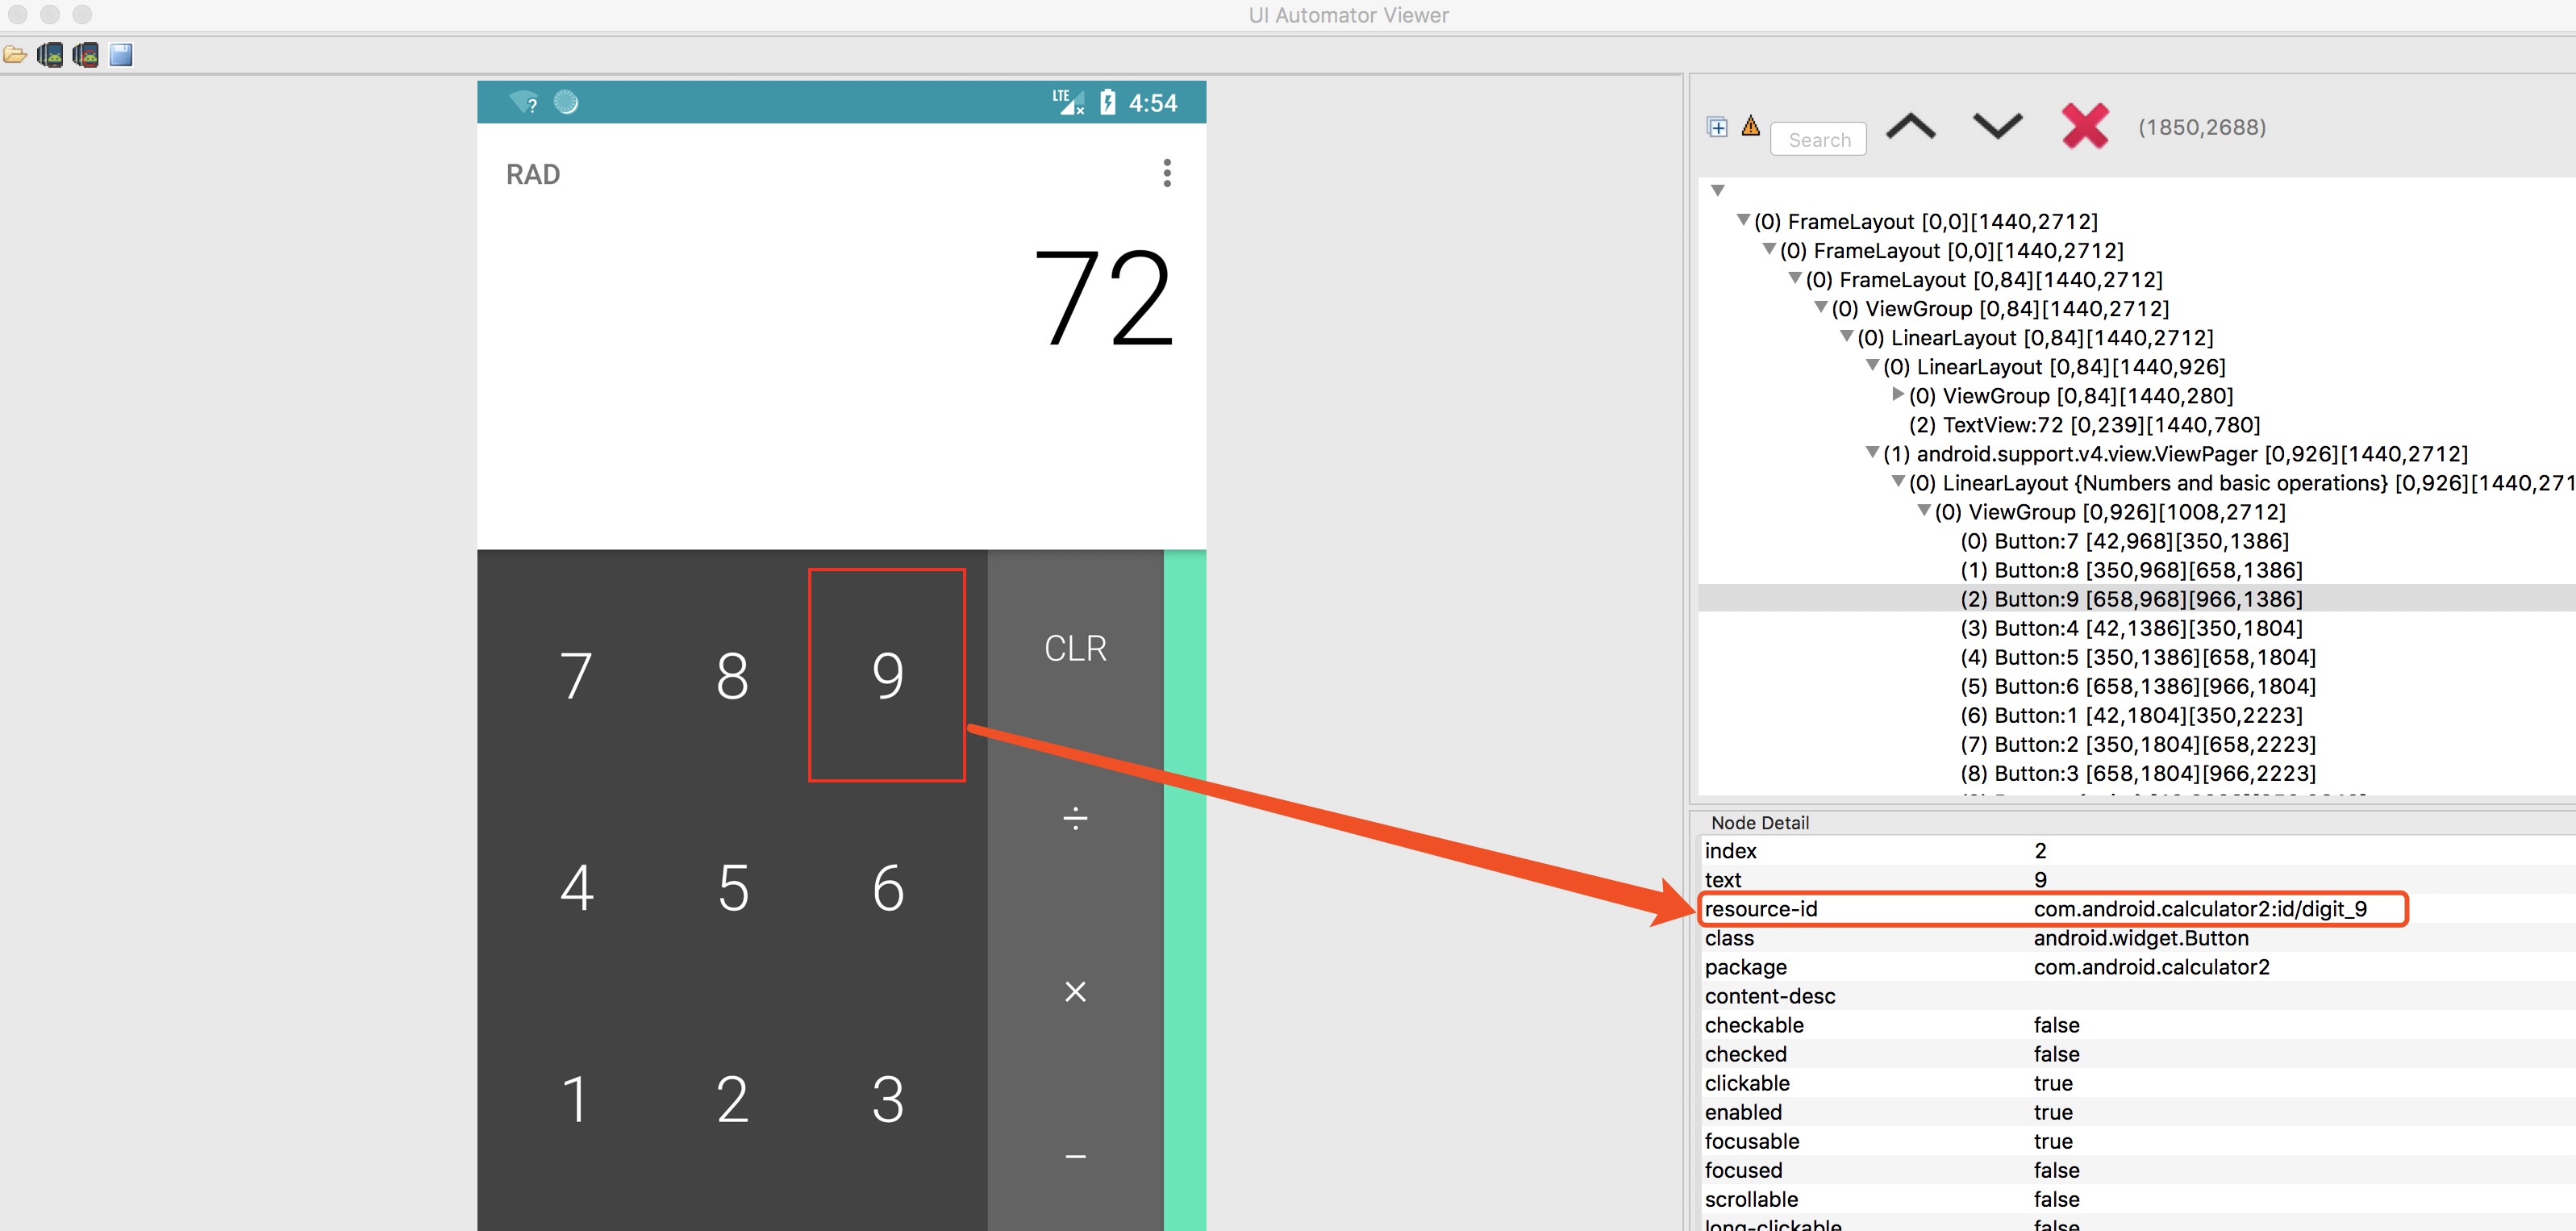 UI Automator Viewer
?
LTE
4:54
RAD
72
7 8 9 CLR
÷
4 5 6
×
1 2 3
−
Search
(1850,2688)
(0) FrameLayout [0,0][1440,2712]
(0) FrameLayout [0,0][1440,2712]
(0) FrameLayout [0,84][1440,2712]
(0) ViewGroup [0,84][1440,2712]
(0) LinearLayout [0,84][1440,2712]
(0) LinearLayout [0,84][1440,926]
(0) ViewGroup [0,84][1440,280]
(2) TextView:72 [0,239][1440,780]
(1) android.support.v4.view.ViewPager [0,926][1440,2712]
(0) LinearLayout {Numbers and basic operations} [0,926][1440,271
(0) ViewGroup [0,926][1008,2712]
(0) Button:7 [42,968][350,1386]
(1) Button:8 [350,968][658,1386]
(2) Button:9 [658,968][966,1386]
(3) Button:4 [42,1386][350,1804]
(4) Button:5 [350,1386][658,1804]
(5) Button:6 [658,1386][966,1804]
(6) Button:1 [42,1804][350,2223]
(7) Button:2 [350,1804][658,2223]
(8) Button:3 [658,1804][966,2223]
Node Detail
index 2
text 9
resource-id com.android.calculator2:id/digit_9
class android.widget.Button
package com.android.calculator2
content-desc
checkable false
checked false
clickable true
enabled true
focusable true
focused false
scrollable false
long-clickable false